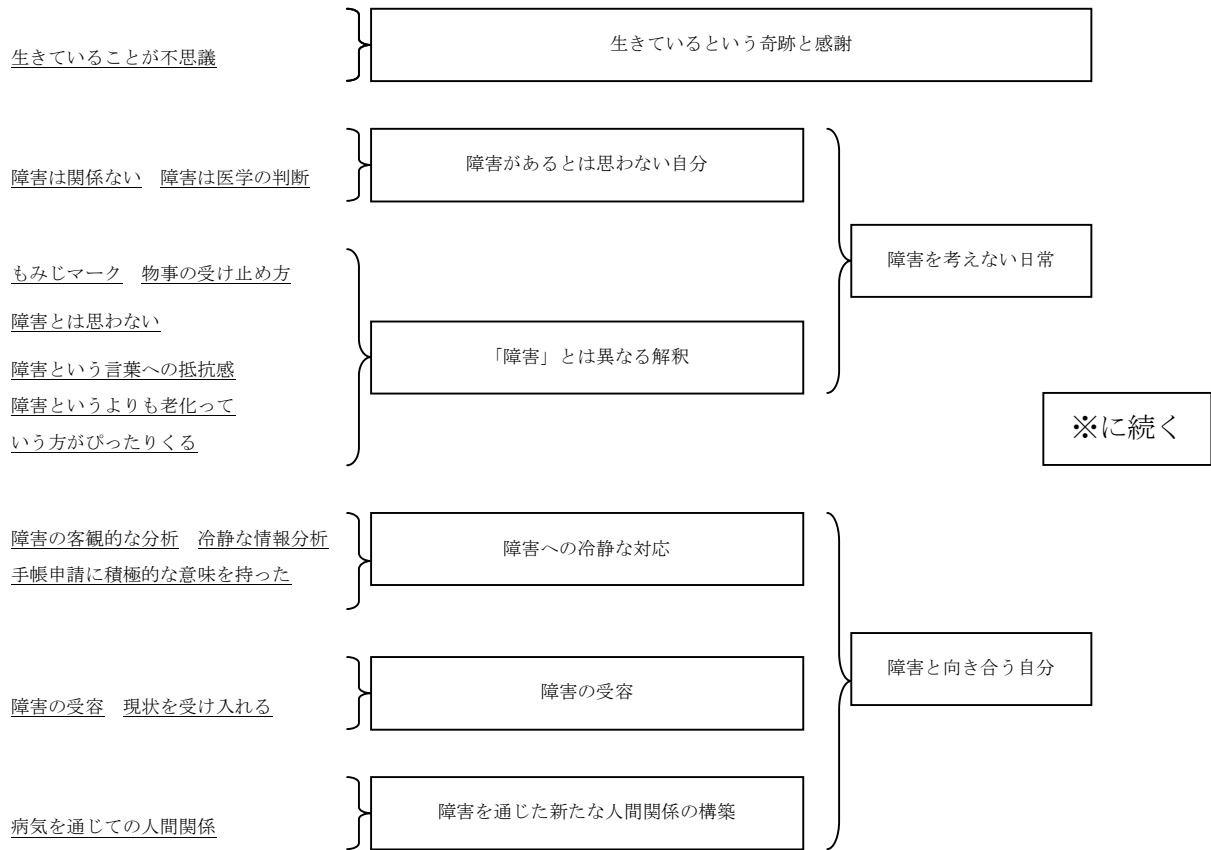 生きていることが不思議
生きているという奇跡と感謝
障害は関係ない　障害は医学の判断
障害があるとは思わない自分
もみじマーク　物事の受け止め方
障害とは思わない
障害という言葉への抵抗感
障害というよりも老化って
いう方がぴったりくる
「障害」とは異なる解釈
障害を考えない日常
※に続く
障害の客観的な分析　冷静な情報分析
手帳申請に積極的な意味を持った
障害への冷静な対応
障害の受容　現状を受け入れる
障害の受容
障害と向き合う自分
病気を通じての人間関係
障害を通じた新たな人間関係の構築